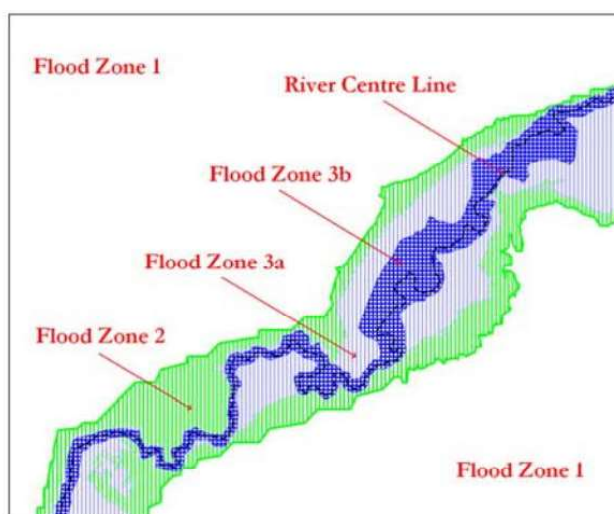 Flood Zone 1
River Centre Line
Flood Zone 3b
Flood Zone 3a
Flood Zone 2
Flood Zone 1